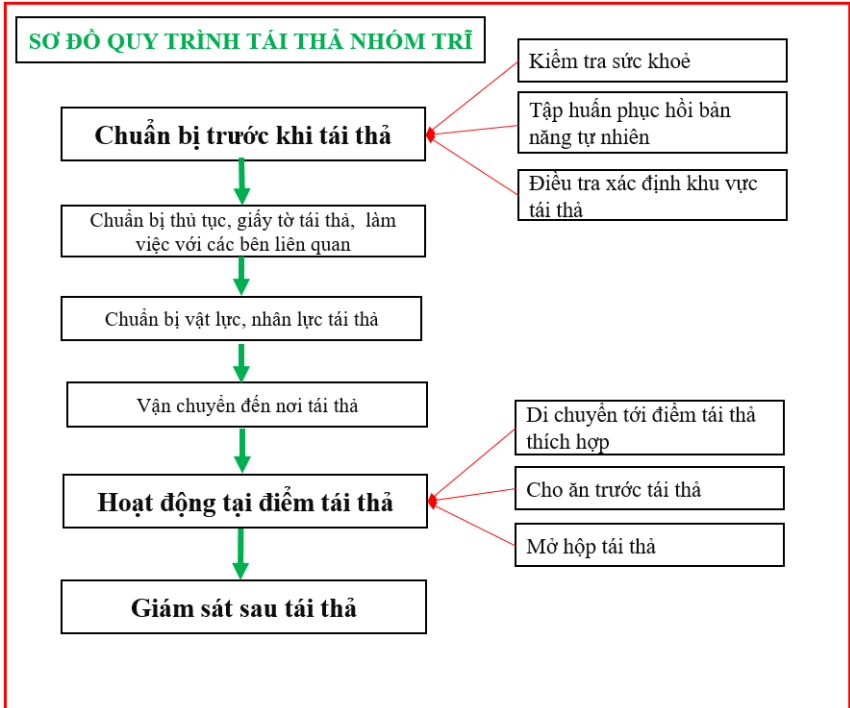 SƠ ĐỒ QUY TRÌNH TÁI THẢ NHÓM TRĨ
Chuẩn bị trước khi tái thả
Kiểm tra sức khoẻ
Tập huấn phục hồi bản
năng tự nhiên
Điều tra xác định khu vực
tái thả
Chuẩn bị thủ tục, giấy tờ tái thả, làm
việc với các bên liên quan
Chuẩn bị vật lực, nhân lực tái thả
Vận chuyển đến nơi tái thả
Hoạt động tại điểm tái thả
Di chuyển tới điểm tái thả
thích hợp
Cho ăn trước tái thả
Mở hộp tái thả
Giám sát sau tái thả